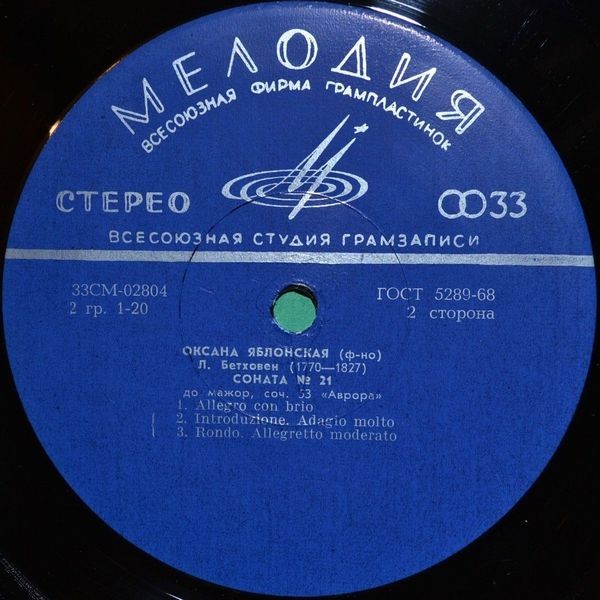 МЕЛОДИЯ
ВСЕСОЮЗНАЯ ФИРМА ГРАМПЛАСТИНОК
СТЕРЕО
33
ВСЕСОЮЗНАЯ СТУДИЯ ГРАМЗАПИСИ
33СМ-02804 ГОСТ 5289-68
2 гр. 1-20 2 сторона
ОКСАНА ЯБЛОНСКАЯ (ф-но)
Л. Бетховен (1770—1827)
СОНАТА № 21
до мажор, соч. 53 «Аврора»
1. Allegro con brio
2. Introduzione. Adagio molto
3. Rondo. Allegretto moderato